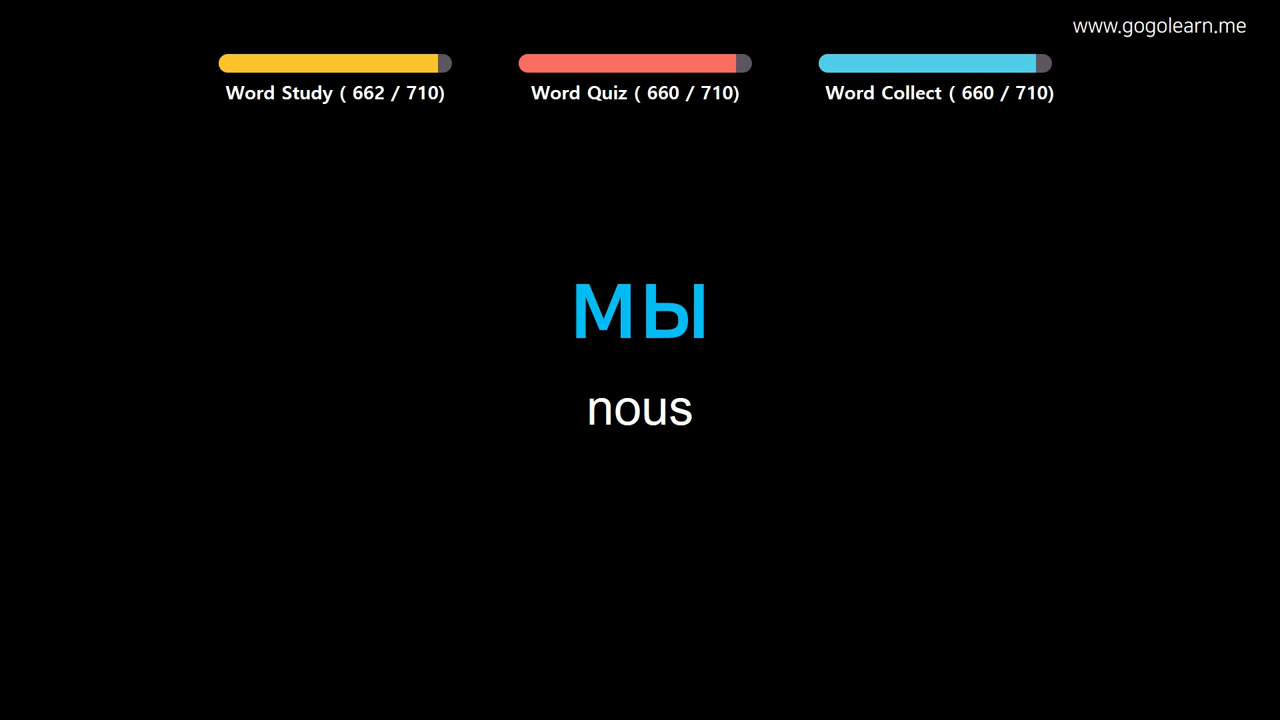 www.gogolearn.me
Word Study ( 662 / 710)
Word Quiz ( 660 / 710)
Word Collect ( 660 / 710)
мы
nous